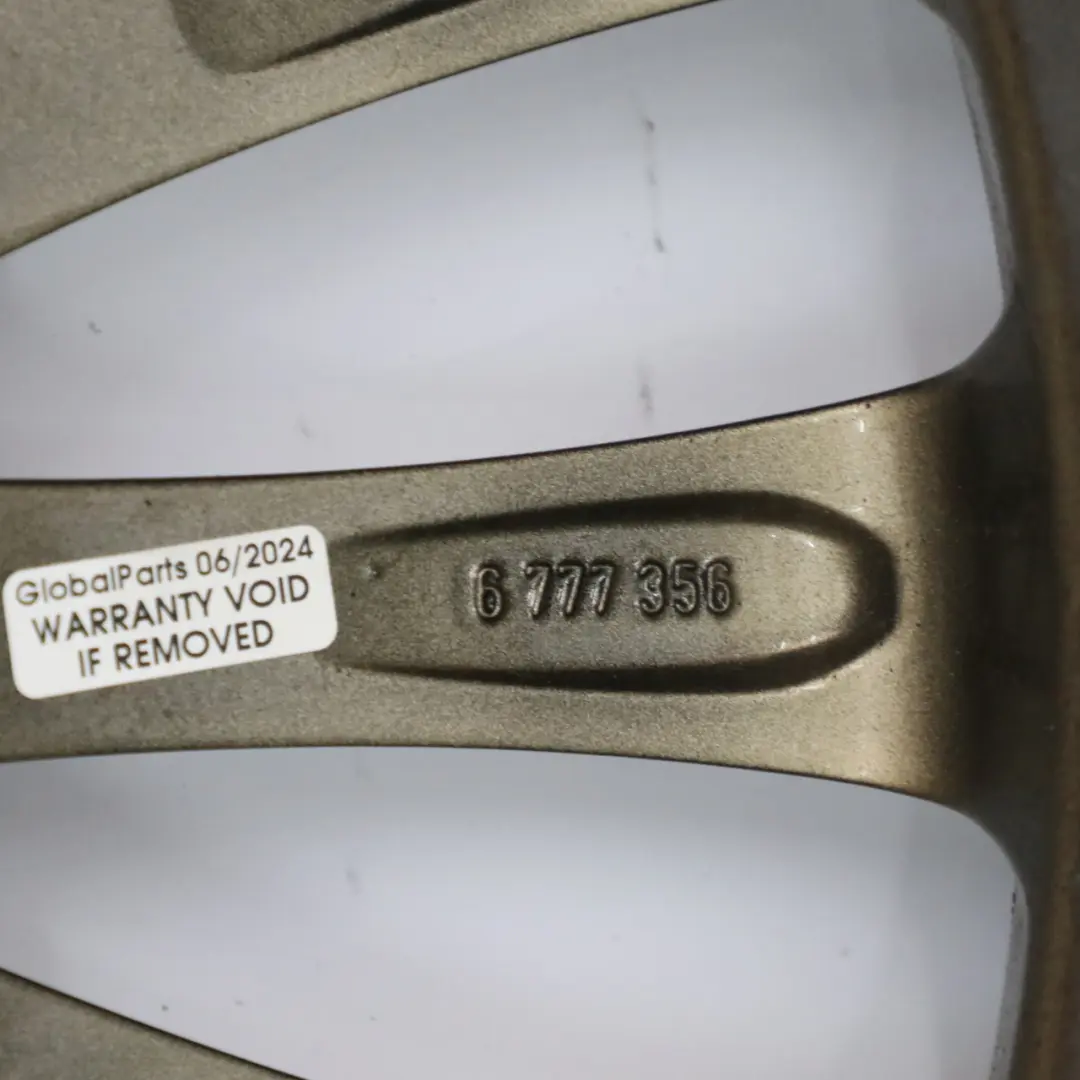 GlobalParts 06/2024
WARRANTY VOID
IF REMOVED
6 777 356